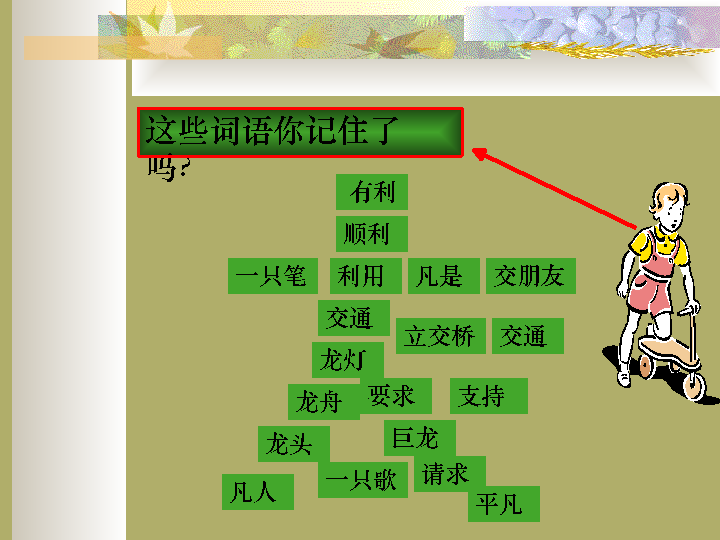 这些词语你记住了
吗?
有利
顺利
一只笔 利用 凡是 交朋友
交通
立交桥 交通
龙灯
龙舟 要求 支持
龙头 巨龙
一只歌 请求
凡人 平凡